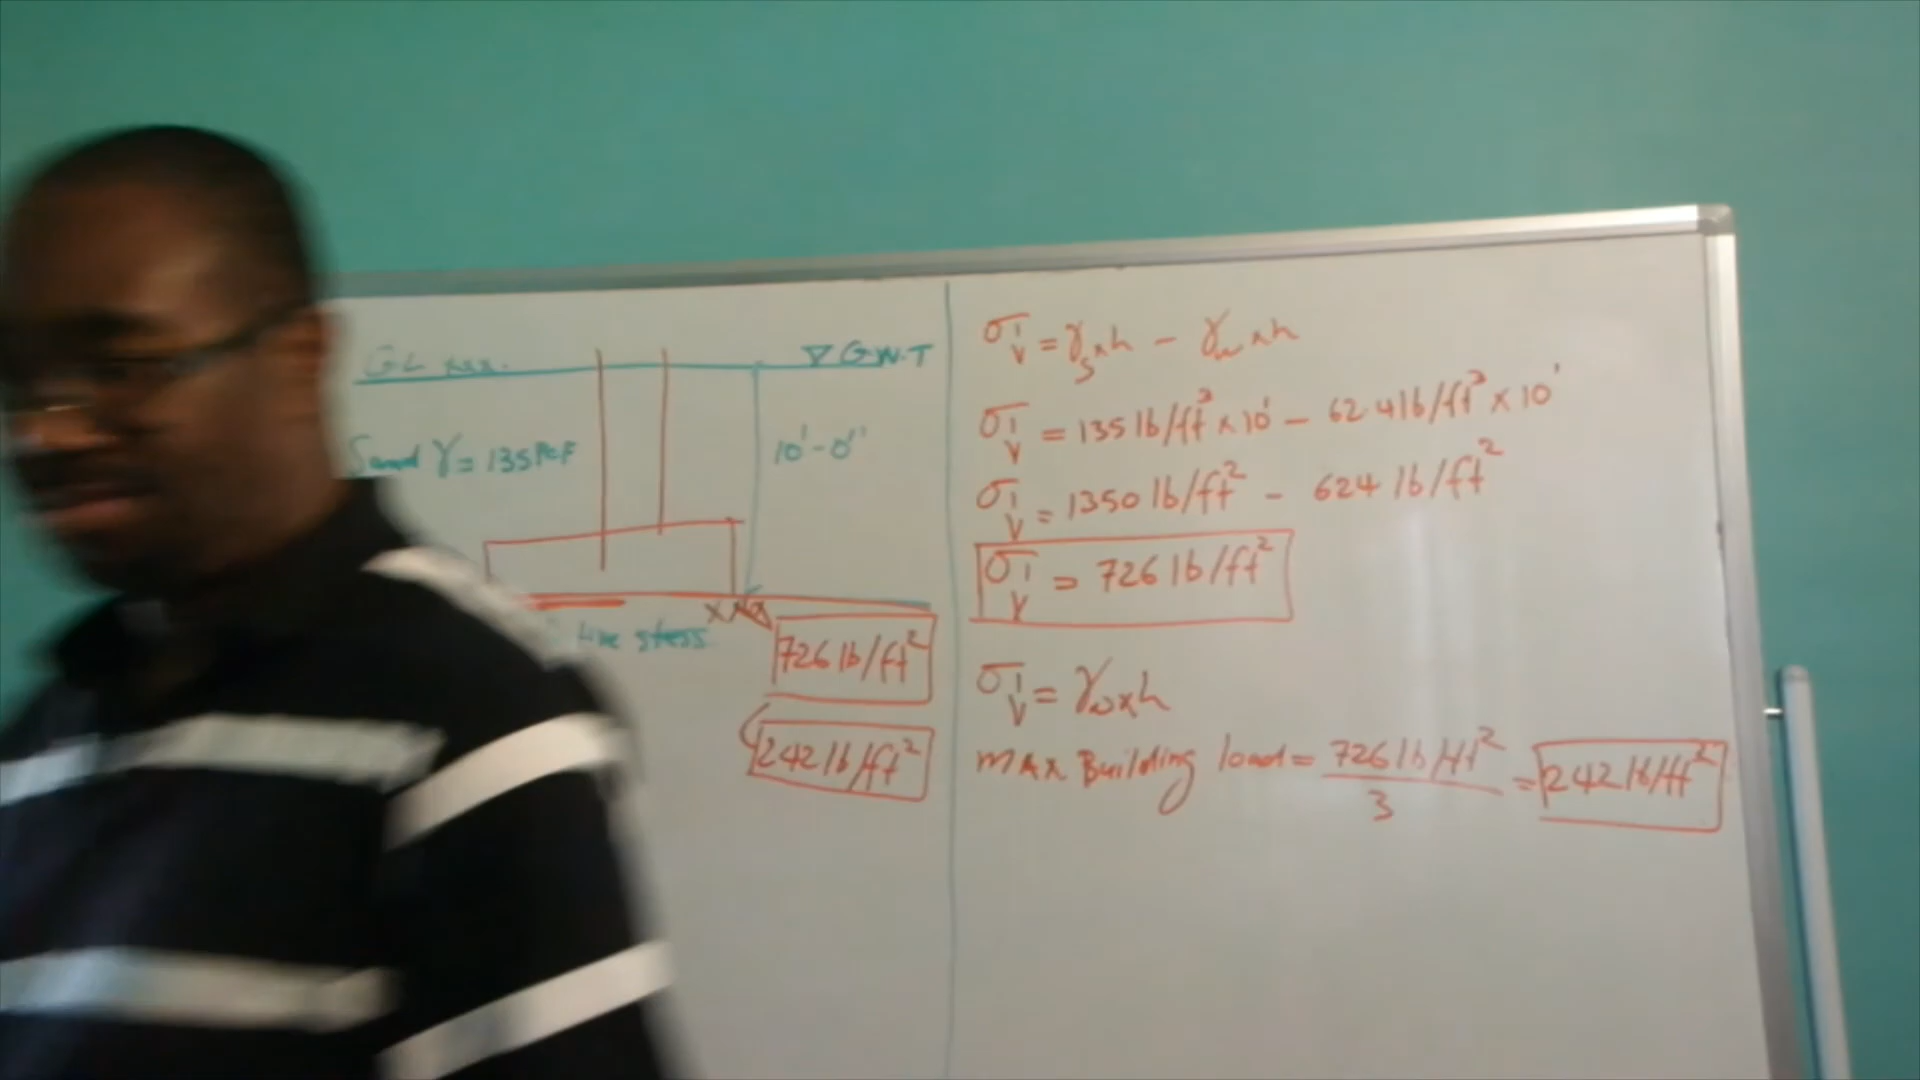 GL
▽ G.W.T
Sand γ = 135 PCF
10'-0"
stress
726 lb/ft²
242 lb/ft²
σ'v = γs x h - γw x h
σ'v = 135 lb/ft³ x 10' - 62.4 lb/ft³ x 10'
σ'v = 1350 lb/ft² - 624 lb/ft²
σ'v = 726 lb/ft²
σ'v = γw x h
max Building load = 726 lb/ft² / 3 = 242 lb/ft²